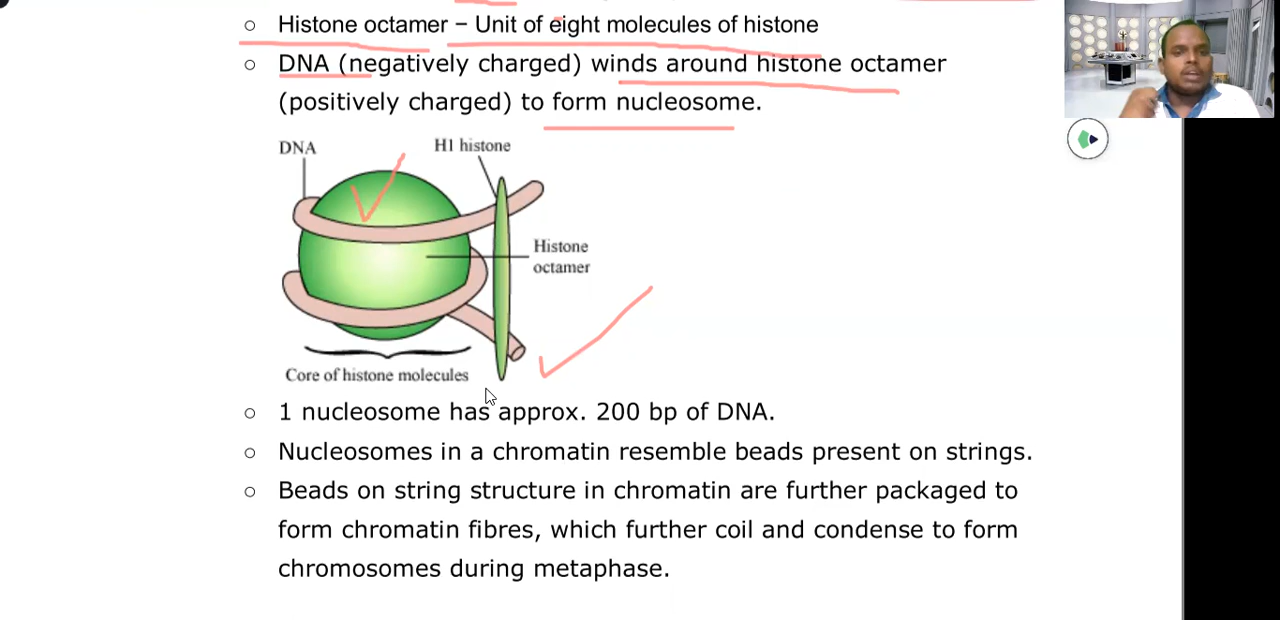 ○ Histone octamer – Unit of eight molecules of histone
○ DNA (negatively charged) winds around histone octamer
(positively charged) to form nucleosome.
DNA
H1 histone
Histone
octamer
Core of histone molecules
○ 1 nucleosome has approx. 200 bp of DNA.
○ Nucleosomes in a chromatin resemble beads present on strings.
○ Beads on string structure in chromatin are further packaged to
form chromatin fibres, which further coil and condense to form
chromosomes during metaphase.